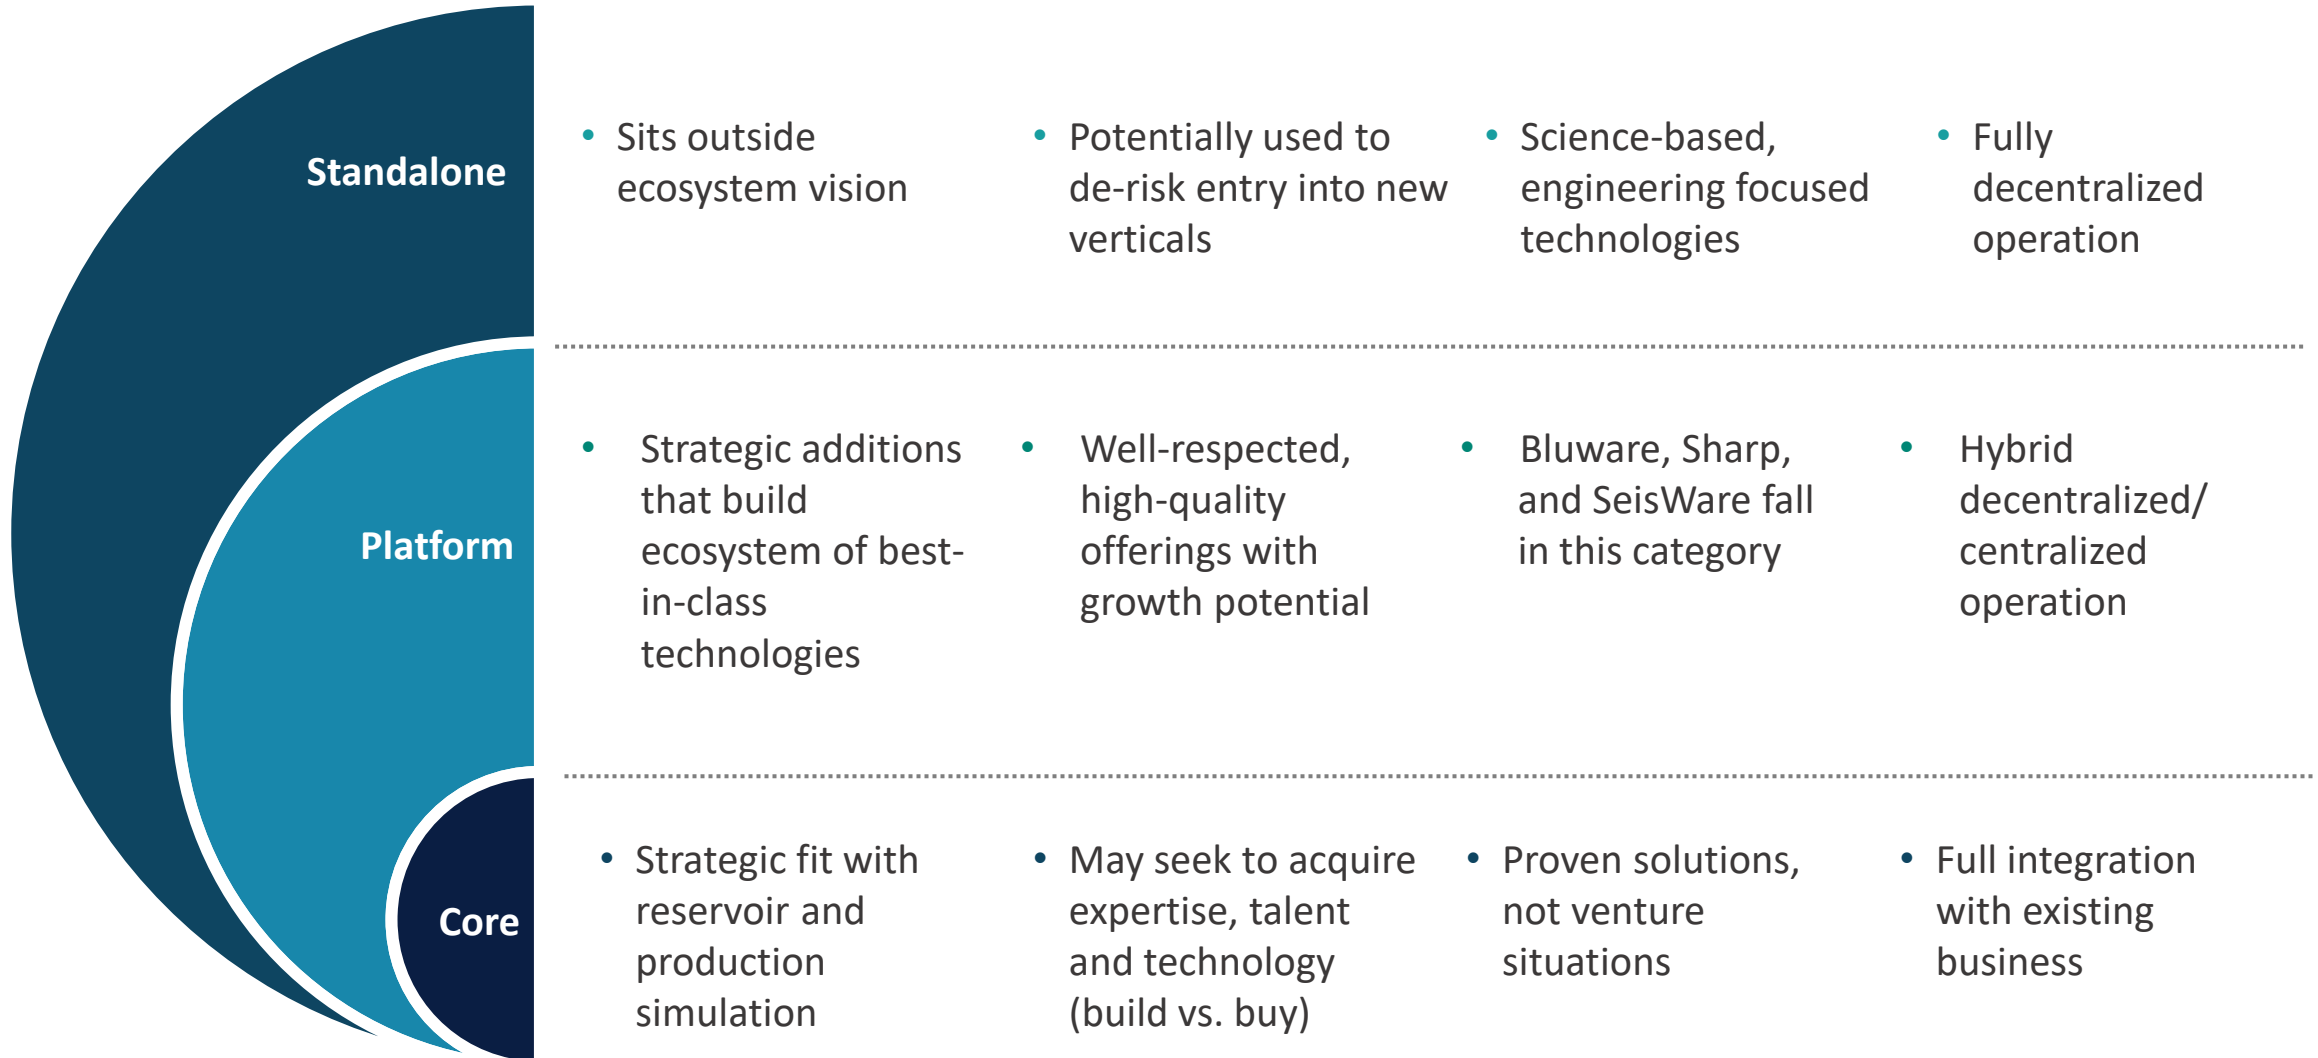 Standalone
• Sits outside
ecosystem vision
• Potentially used to
de-risk entry into new
verticals
• Science-based,
engineering focused
technologies
• Fully
decentralized
operation
Platform
• Strategic additions
that build
ecosystem of best-
in-class
technologies
• Well-respected,
high-quality
offerings with
growth potential
• Bluware, Sharp,
and SeisWare fall
in this category
• Hybrid
decentralized/
centralized
operation
Core
• Strategic fit with
reservoir and
production
simulation
• May seek to acquire
expertise, talent
and technology
(build vs. buy)
• Proven solutions,
not venture
situations
• Full integration
with existing
business